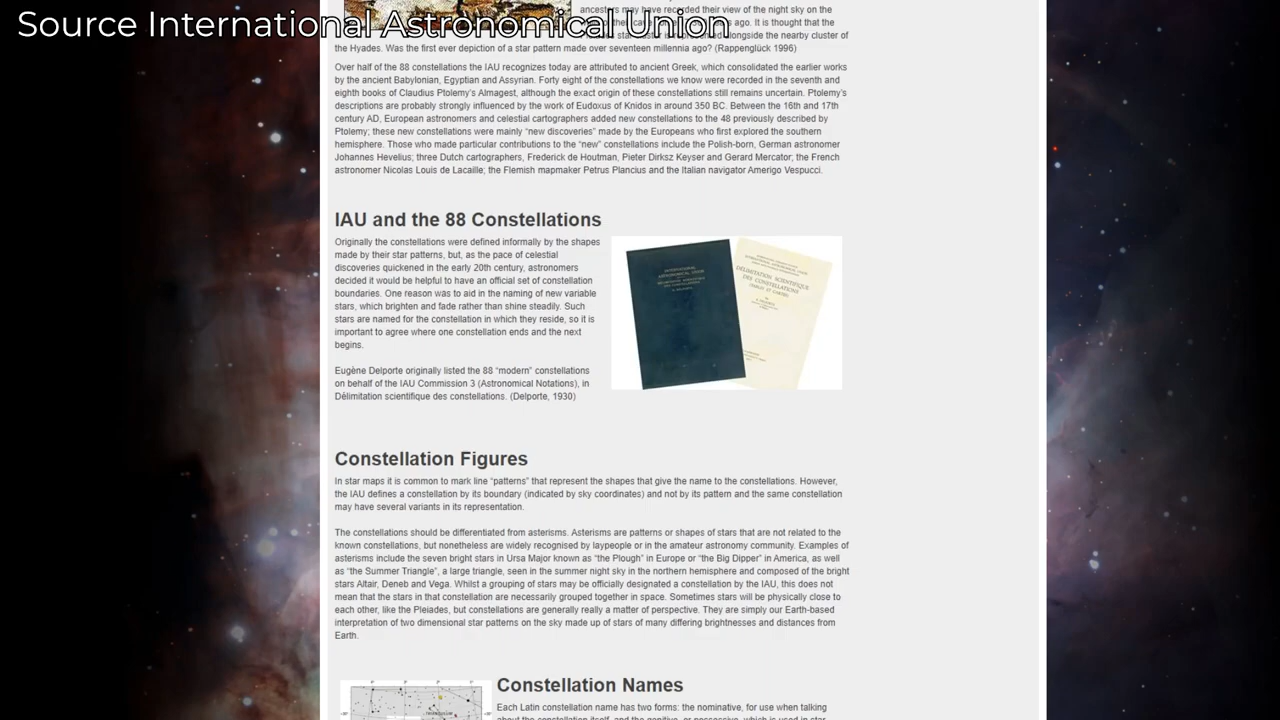 Source International Astronomical Union
ancestors may have recorded their view of the night sky on the
ago. It is thought that the
alongside the nearby cluster of
the Hyades. Was the first ever depiction of a star pattern made over seventeen millennia ago? (Rappenglück 1996)
Over half of the 88 constellations the IAU recognizes today are attributed to ancient Greek, which consolidated the earlier works
by the ancient Babylonian, Egyptian and Assyrian. Forty eight of the constellations we know were recorded in the seventh and
eighth books of Claudius Ptolemy's Almagest, although the exact origin of these constellations still remains uncertain. Ptolemy's
descriptions are probably strongly influenced by the work of Eudoxus of Knidos in around 350 BC. Between the 16th and 17th
century AD, European astronomers and celestial cartographers added new constellations to the 48 previously described by
Ptolemy; these new constellations were mainly “new discoveries” made by the Europeans who first explored the southern
hemisphere. Those who made particular contributions to the “new” constellations include the Polish-born, German astronomer
Johannes Hevelius; three Dutch cartographers, Frederick de Houtman, Pieter Dirksz Keyser and Gerard Mercator; the French
astronomer Nicolas Louis de Lacaille; the Flemish mapmaker Petrus Plancius and the Italian navigator Amerigo Vespucci.
IAU and the 88 Constellations
Originally the constellations were defined informally by the shapes
made by their star patterns, but, as the pace of celestial
discoveries quickened in the early 20th century, astronomers
decided it would be helpful to have an official set of constellation
boundaries. One reason was to aid in the naming of new variable
stars, which brighten and fade rather than shine steadily. Such
stars are named for the constellation in which they reside, so it is
important to agree where one constellation ends and the next
begins.
Eugène Delporte originally listed the 88 “modern” constellations
on behalf of the IAU Commission 3 (Astronomical Notations), in
Délimitation scientifique des constellations. (Delporte, 1930)
INTERNATIONAL
ASTRONOMICAL UNION
DÉLIMITATION SCIENTIFIQUE
DES CONSTELLATIONS
Constellation Figures
In star maps it is common to mark line “patterns” that represent the shapes that give the name to the constellations. However,
the IAU defines a constellation by its boundary (indicated by sky coordinates) and not by its pattern and the same constellation
may have several variants in its representation.
The constellations should be differentiated from asterisms. Asterisms are patterns or shapes of stars that are not related to the
known constellations, but nonetheless are widely recognised by laypeople or in the amateur astronomy community. Examples of
asterisms include the seven bright stars in Ursa Major known as “the Plough” in Europe or “the Big Dipper” in America, as well
as “the Summer Triangle”, a large triangle, seen in the summer night sky in the northern hemisphere and composed of the bright
stars Altair, Deneb and Vega. Whilst a grouping of stars may be officially designated a constellation by the IAU, this does not
mean that the stars in that constellation are necessarily grouped together in space. Sometimes stars will be physically close to
each other, like the Pleiades, but constellations are generally really a matter of perspective. They are simply our Earth-based
interpretation of two dimensional star patterns on the sky made up of stars of many differing brightnesses and distances from
Earth.
Constellation Names
Each Latin constellation name has two forms: the nominative, for use when talking
about the constellation itself, and the genitive, or possessive, which is used in star